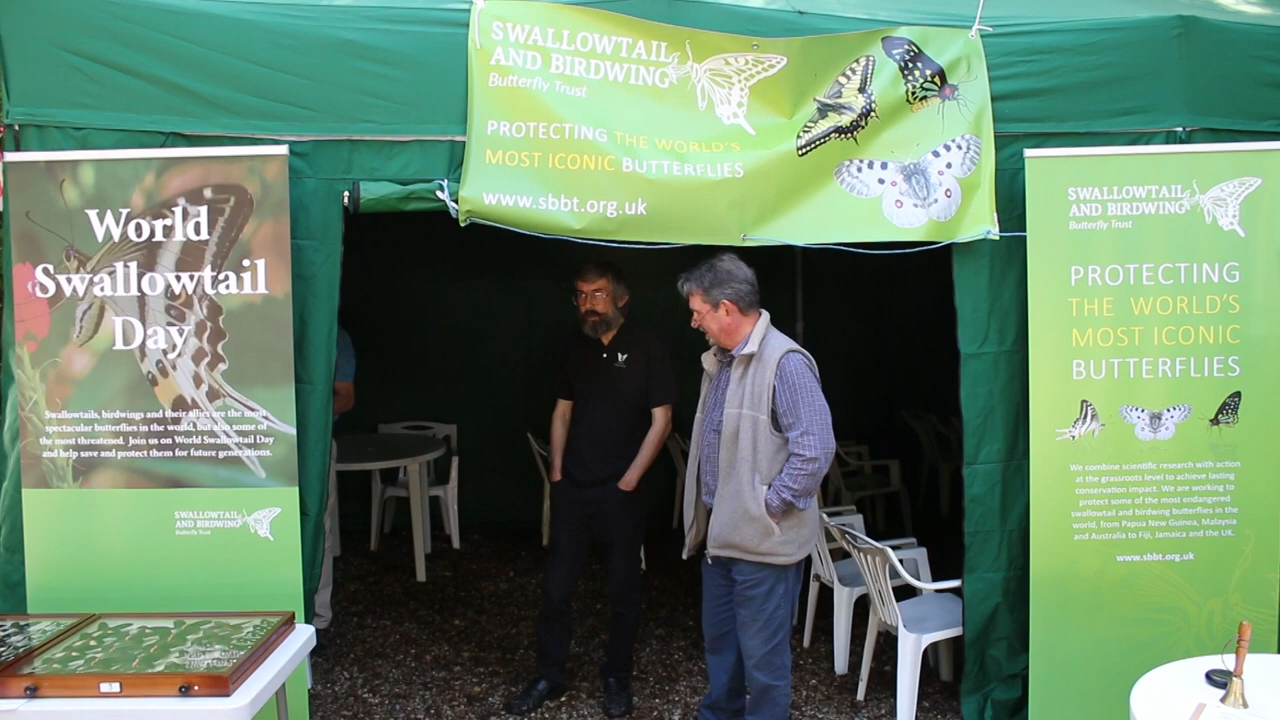 SWALLOWTAIL
AND BIRDWING
Butterfly Trust
PROTECTING THE WORLD'S
MOST ICONIC BUTTERFLIES
www.sbbt.org.uk
World
Swallowtail
Day
Swallowtails, birdwings and their allies are the most
spectacular butterflies in the world, but also some of
the most threatened. Join us on World Swallowtail Day
and help save and protect them for future generations.
SWALLOWTAIL
AND BIRDWING
Butterfly Trust
SWALLOWTAIL
AND BIRDWING
Butterfly Trust
PROTECTING
THE WORLD'S
MOST ICONIC
BUTTERFLIES
We combine scientific research with action
at the grassroots level to achieve lasting
conservation impact. We are working to
protect some of the most endangered
swallowtail and birdwing butterflies in the
world, from Papua New Guinea, Malaysia
and Australia to Fiji, Jamaica and the UK.
www.sbbt.org.uk